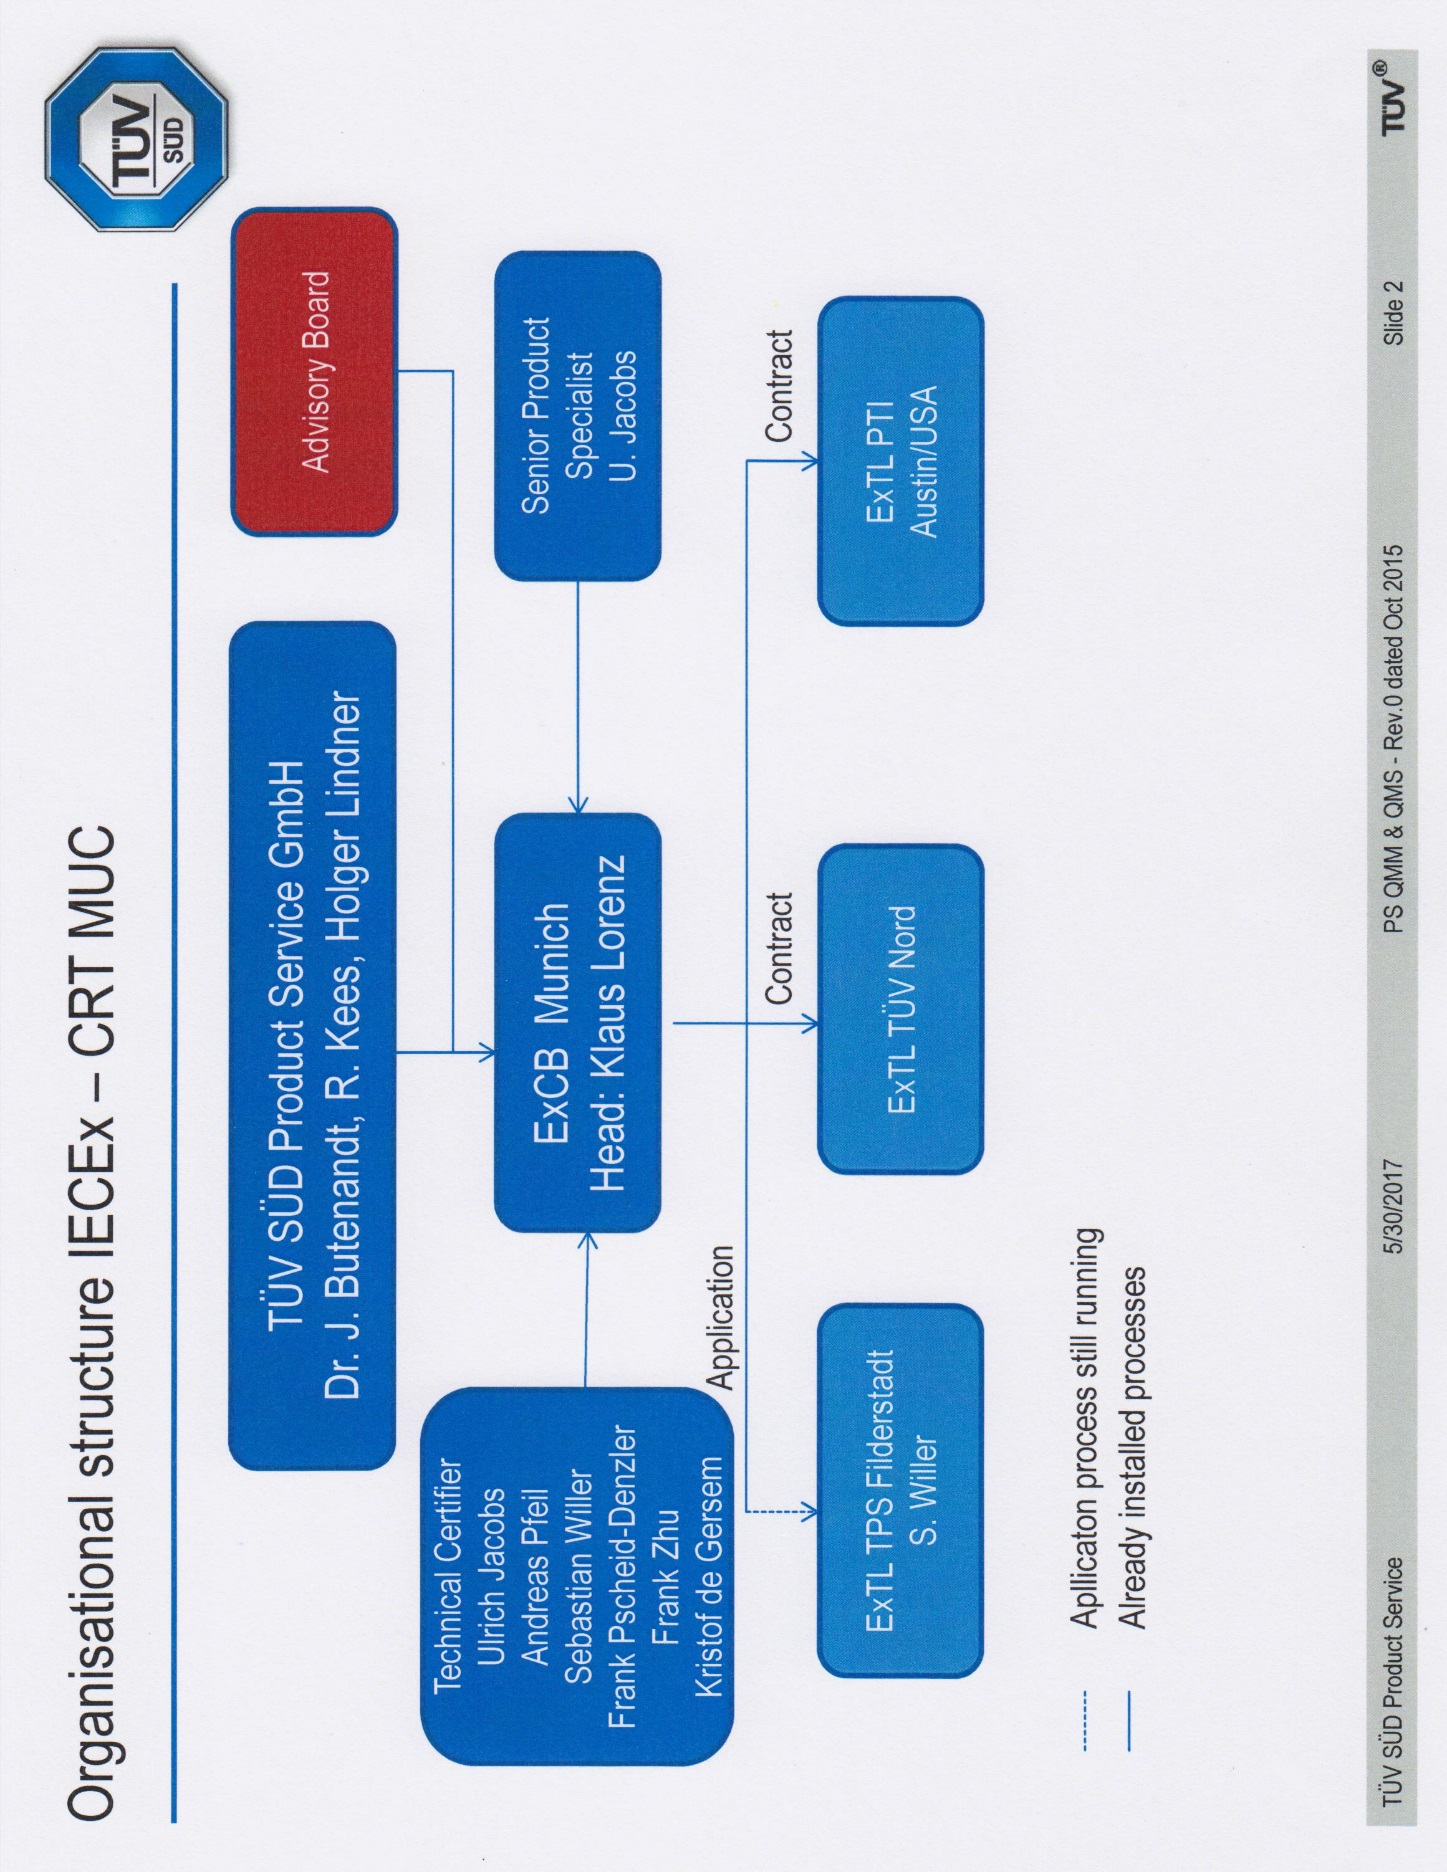 Organisational structure IECEx – CRT MUC
TÜV
SÜD
TÜV SÜD Product Service GmbH
Dr. J. Butenandt, R. Kees, Holger Lindner
Advisory Board
Technical Certifier
Ulrich Jacobs
Andreas Pfeil
Sebastian Willer
Frank Pscheid-Denzler
Frank Zhu
Kristof de Gersem
ExCB Munich
Head: Klaus Lorenz
Senior Product
Specialist
U. Jacobs
Application
Contract
Contract
ExTL TPS Filderstadt
S. Willer
ExTL TÜV Nord
ExTL PTI
Austin/USA
Apllicaton process still running
Already installed processes
TÜV SÜD Product Service
5/30/2017
PS QMM & QMS - Rev.0 dated Oct 2015
Slide 2
TÜV®